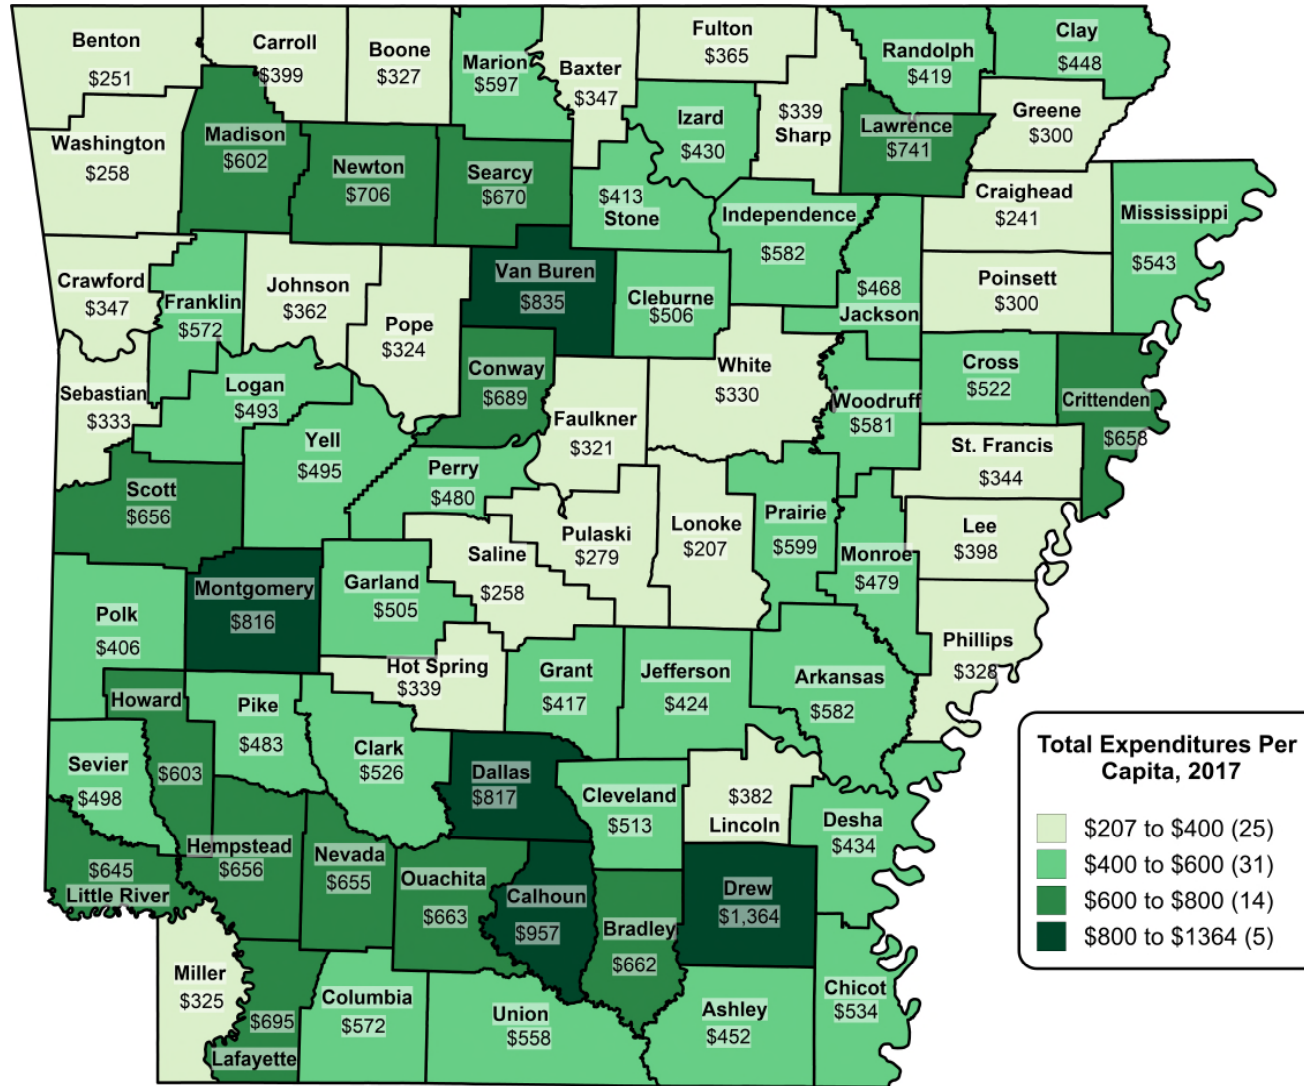 Benton
$251
Carroll
$399
Boone
$327
Marion
$597
Baxter
$347
Fulton
$365
Randolph
$419
Clay
$448
Washington
$258
Madison
$602
Newton
$706
Searcy
$670
Izard
$430
$339
Sharp
Lawrence
$741
Greene
$300
$413
Stone
Independence
$582
Craighead
$241
Mississippi
$543
Crawford
$347
Franklin
$572
Johnson
$362
Pope
$324
Van Buren
$835
Cleburne
$506
$468
Jackson
Poinsett
$300
Sebastian
$333
Logan
$493
Conway
$689
White
$330
Woodruff
$581
Cross
$522
Crittenden
$658
Yell
$495
Perry
$480
Faulkner
$321
St. Francis
$344
Scott
$656
Saline
$258
Pulaski
$279
Lonoke
$207
Prairie
$599
Monroe
$479
Lee
$398
Polk
$406
Montgomery
$816
Garland
$505
Phillips
$328
Howard
$603
Pike
$483
Hot Spring
$339
Grant
$417
Jefferson
$424
Arkansas
$582
Sevier
$498
Clark
$526
Dallas
$817
Cleveland
$513
$382
Lincoln
Desha
$434
$645
Little River
Hempstead
$656
Nevada
$655
Ouachita
$663
Calhoun
$957
Bradley
$662
Drew
$1,364
Miller
$325
$695
Lafayette
Columbia
$572
Union
$558
Ashley
$452
Chicot
$534
Total Expenditures Per
Capita, 2017
$207 to $400 (25)
$400 to $600 (31)
$600 to $800 (14)
$800 to $1364 (5)